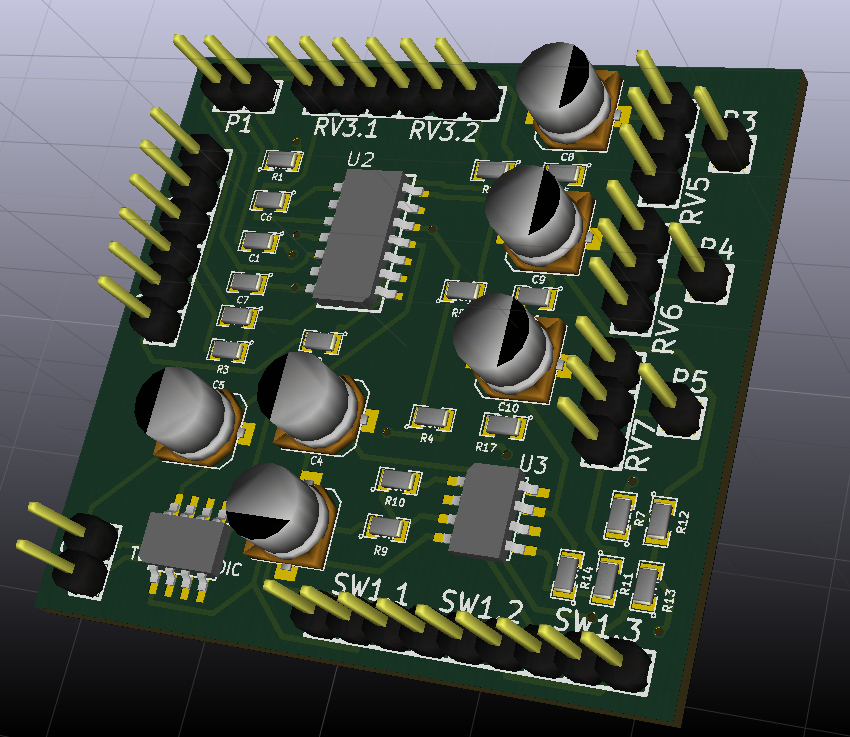 P1
RV3.1
RV3.2
C8
P3
U2
R1
RV5
C6
C1
C9
P4
C7
RV6
R3
C5
C10
P5
C4
R4
R17
RV7
U3
R10
R7
R12
R9
R14
R11
R13
SW1.1
SW1.2
SW1.3